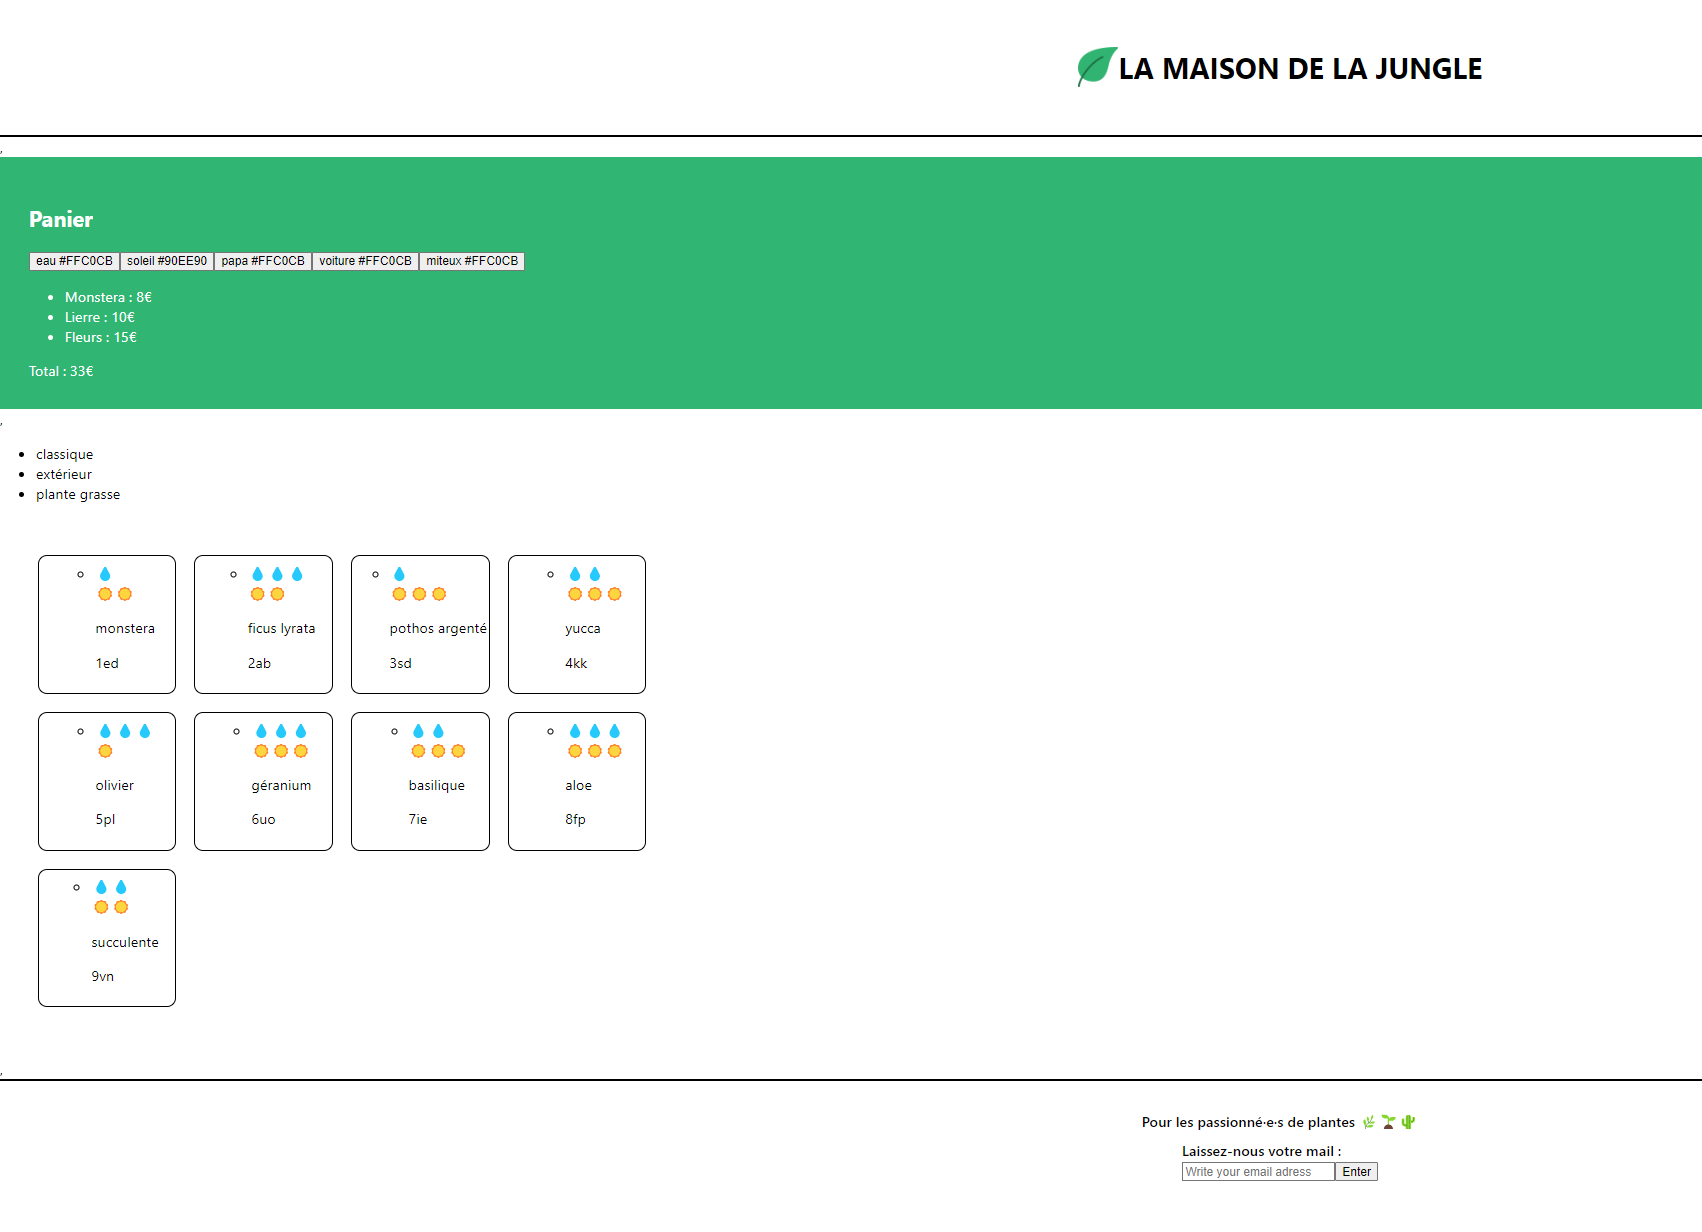 LA MAISON DE LA JUNGLE
,
Panier
eau #FFC0CB soleil #90EE90 papa #FFC0CB voiture #FFC0CB miteux #FFC0CB
Monstera : 8€
Lierre : 10€
Fleurs : 15€
Total : 33€
,
classique
extérieur
plante grasse
monstera
1ed
ficus lyrata
2ab
pothos argenté
3sd
yucca
4kk
olivier
5pl
géranium
6uo
basilique
7ie
aloe
8fp
succulente
9vn
,
Pour les passionné·e·s de plantes
Laissez-nous votre mail :
Write your email adress Enter